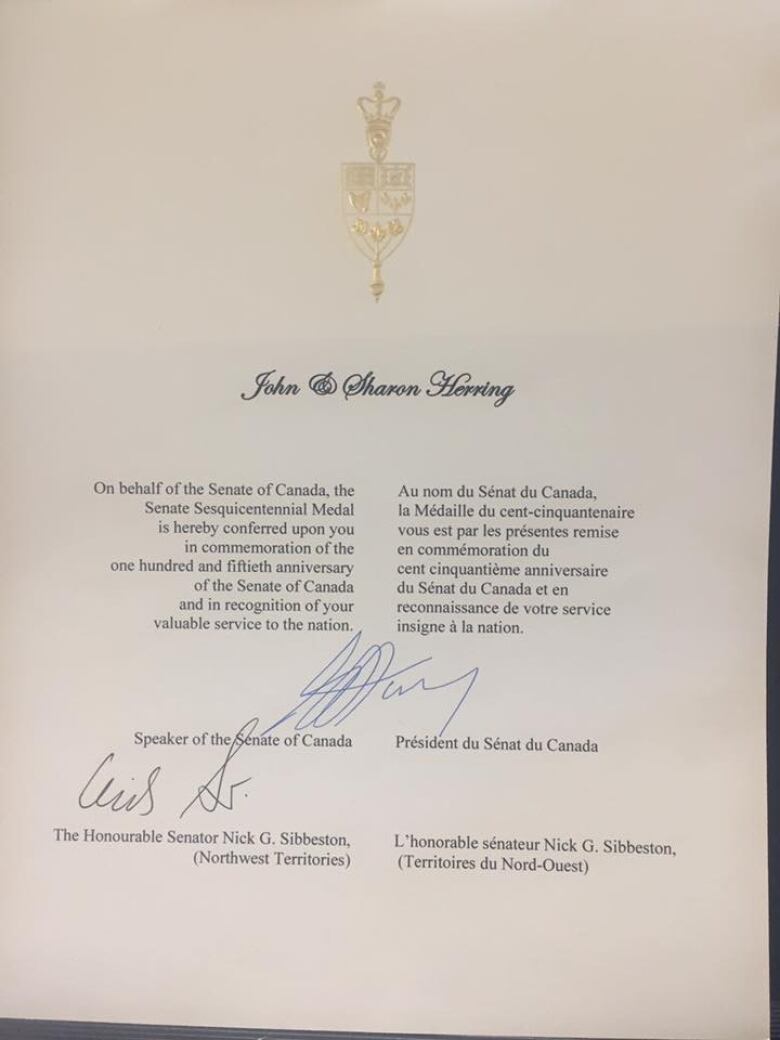 John & Sharon Herring
On behalf of the Senate of Canada, the
Senate Sesquicentennial Medal
is hereby conferred upon you
in commemoration of the
one hundred and fiftieth anniversary
of the Senate of Canada
and in recognition of your
valuable service to the nation.
Au nom du Sénat du Canada,
la Médaille du cent-cinquantenaire
vous est par les présentes remise
en commémoration du
cent cinquantième anniversaire
du Sénat du Canada et en
reconnaissance de votre service
insigne à la nation.
Speaker of the Senate of Canada
Président du Sénat du Canada
The Honourable Senator Nick G. Sibbeston,
(Northwest Territories)
L'honorable sénateur Nick G. Sibbeston,
(Territoires du Nord-Ouest)